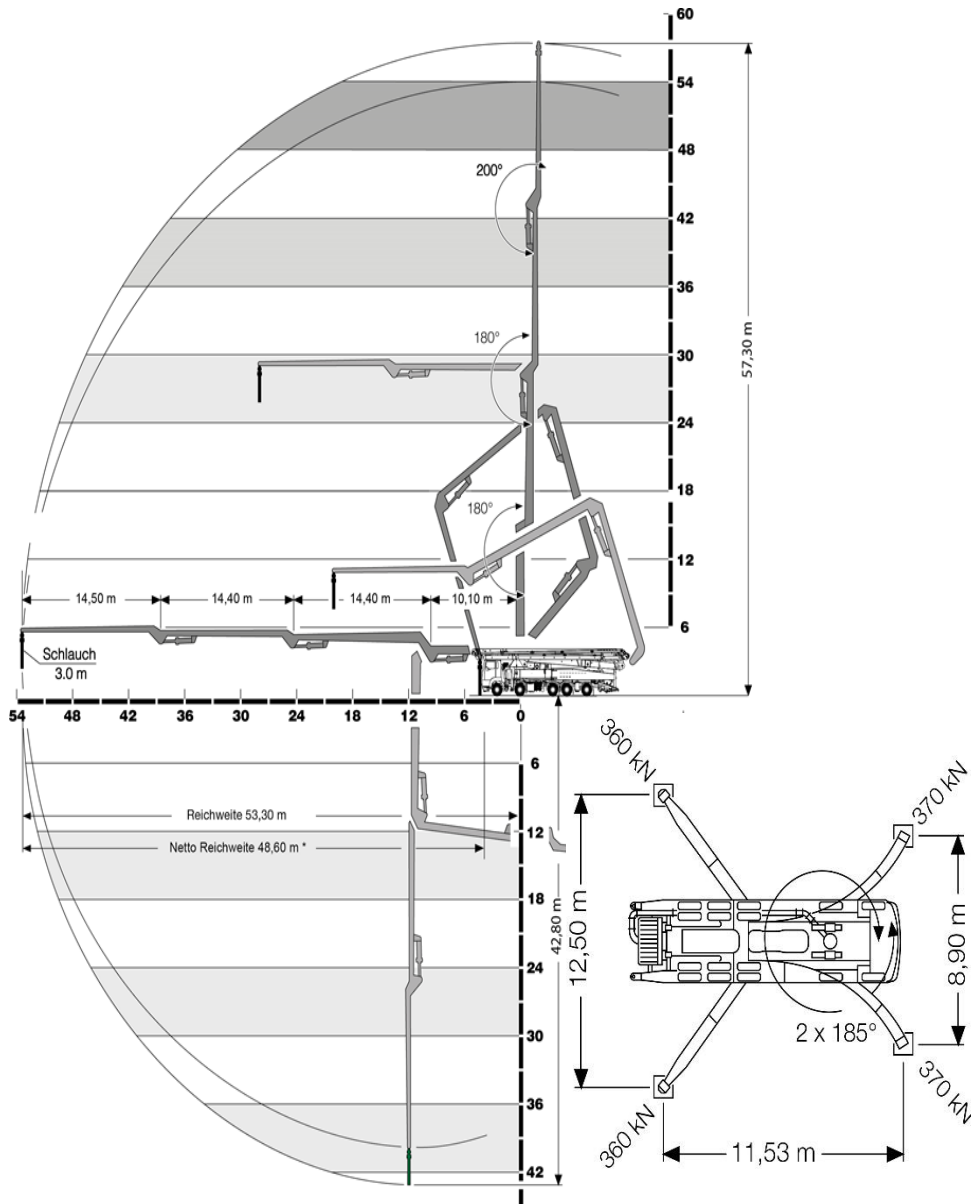 60
54
48
200°
42
36
57,30 m
180°
30
24
18
180°
12
14,50 m
14,40 m
14,40 m
10,10 m
6
Schlauch
3.0 m
54
48
42
36
30
24
18
12
6
0
6
Reichweite 53,30 m
12
Netto Reichweite 48,60 m *
18
42,80 m
24
30
36
42
360 kN
370 kN
12,50 m
8,90 m
2 x 185°
360 kN
370 kN
11,53 m